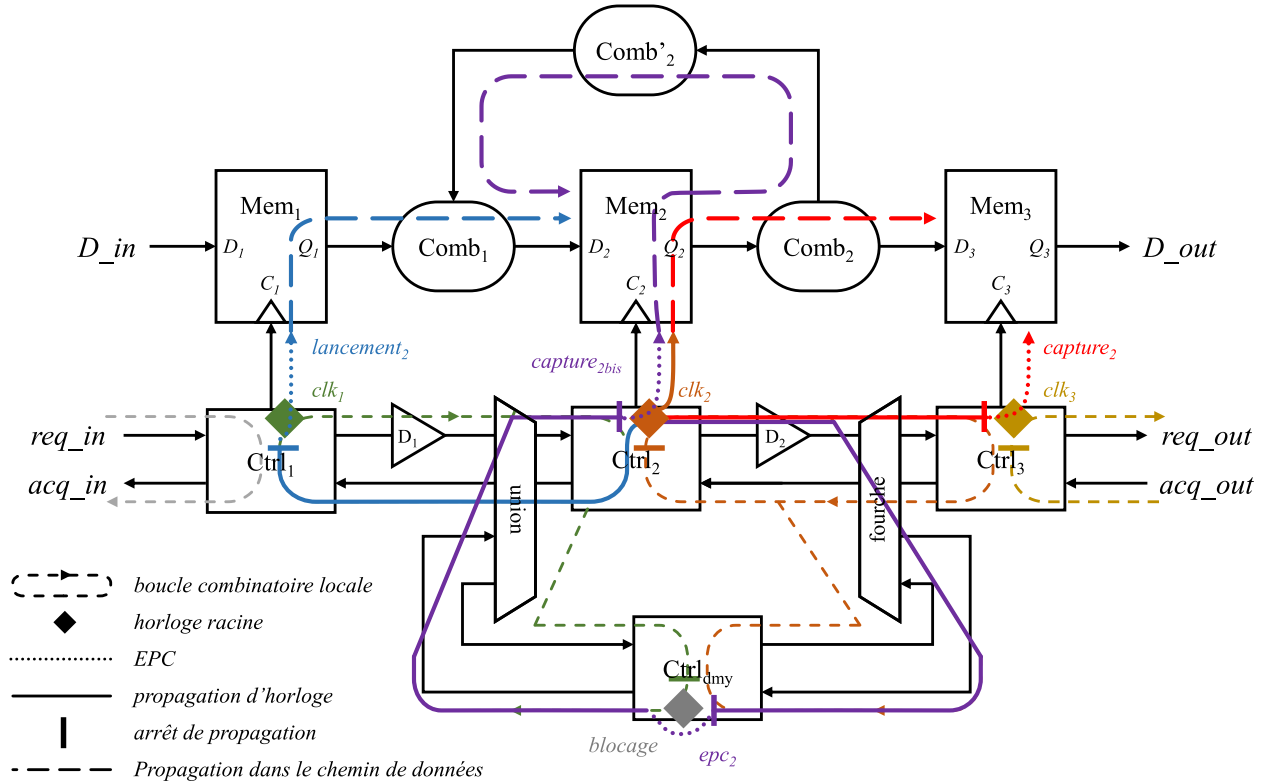 Comb’₂
Mem₁
Mem₂
Mem₃
D_in
D₁
Q₁
Comb₁
D₂
Q₂
Comb₂
D₃
Q₃
D_out
C₁
C₂
C₃
lancement₂
capture₂bis
capture₂
clk₁
clk₂
clk₃
req_in
D₁
D₂
req_out
Ctrl₁
Ctrl₂
Ctrl₃
acq_in
acq_out
union
fourche
boucle combinatoire locale
horloge racine
EPC
Ctrl dmy
propagation d’horloge
arrêt de propagation
blocage
epc₂
Propagation dans le chemin de données